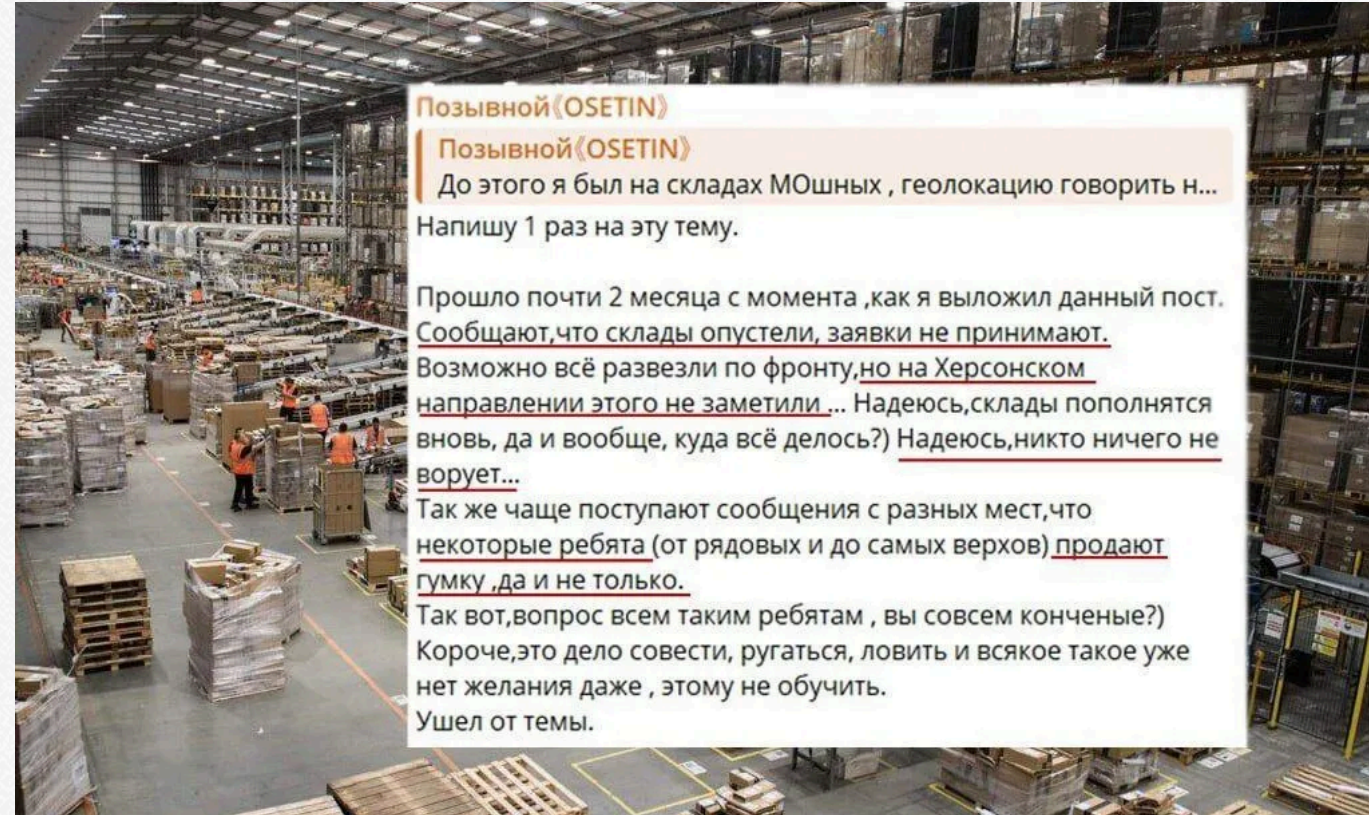 Позывной《OSETIN》
Позывной《OSETIN》
До этого я был на складах МОшных , геолокацию говорить н...
Напишу 1 раз на эту тему.
Прошло почти 2 месяца с момента ,как я выложил данный пост.
Сообщают,что склады опустели, заявки не принимают.
Возможно всё развезли по фронту,но на Херсонском
направлении этого не заметили ... Надеюсь,склады пополнятся
вновь, да и вообще, куда всё делось?) Надеюсь,никто ничего не
ворует...
Так же чаще поступают сообщения с разных мест,что
некоторые ребята (от рядовых и до самых верхов) продают
гумку ,да и не только.
Так вот,вопрос всем таким ребятам , вы совсем конченые?)
Короче,это дело совести, ругаться, ловить и всякое такое уже
нет желания даже , этому не обучить.
Ушел от темы.